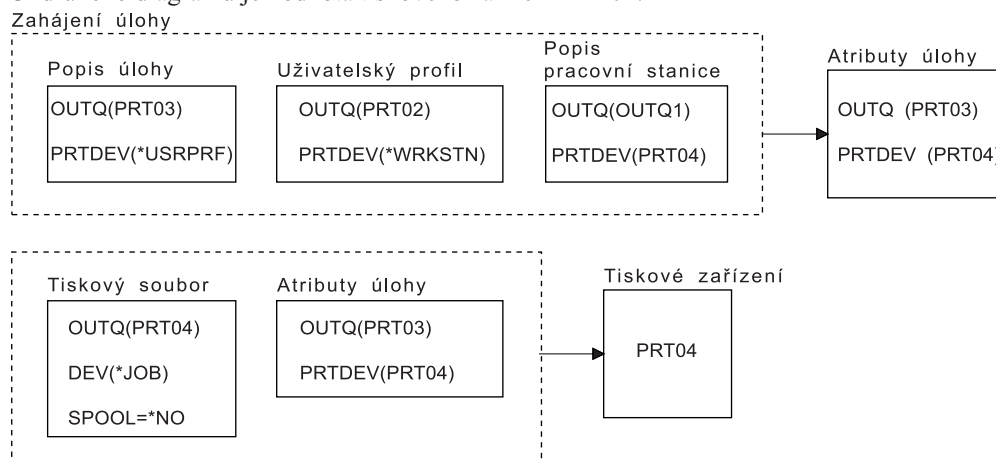 Zahájení úlohy
Popis úlohy
OUTQ(PRT03)
PRTDEV(*USRPRF)
Uživatelský profil
OUTQ(PRT02)
PRTDEV(*WRKSTN)
Popis
pracovní stanice
OUTQ(OUTQ1)
PRTDEV(PRT04)
Atributy úlohy
OUTQ (PRT03)
PRTDEV (PRT04)
Tiskový soubor
OUTQ(PRT04)
DEV(*JOB)
SPOOL=*NO
Atributy úlohy
OUTQ(PRT03)
PRTDEV(PRT04)
Tiskové zařízení
PRT04